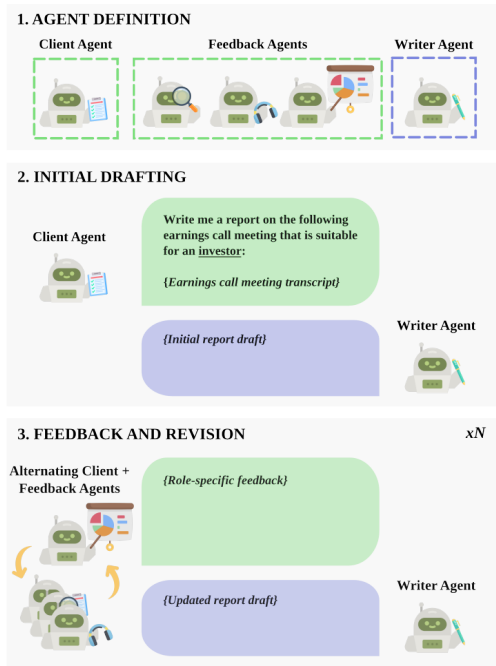 1. AGENT DEFINITION
Client Agent
Feedback Agents
Writer Agent
2. INITIAL DRAFTING
Client Agent
Write me a report on the following
earnings call meeting that is suitable
for an investor:
{Earnings call meeting transcript}
{Initial report draft}
Writer Agent
3. FEEDBACK AND REVISION
xN
Alternating Client +
Feedback Agents
{Role-specific feedback}
{Updated report draft}
Writer Agent